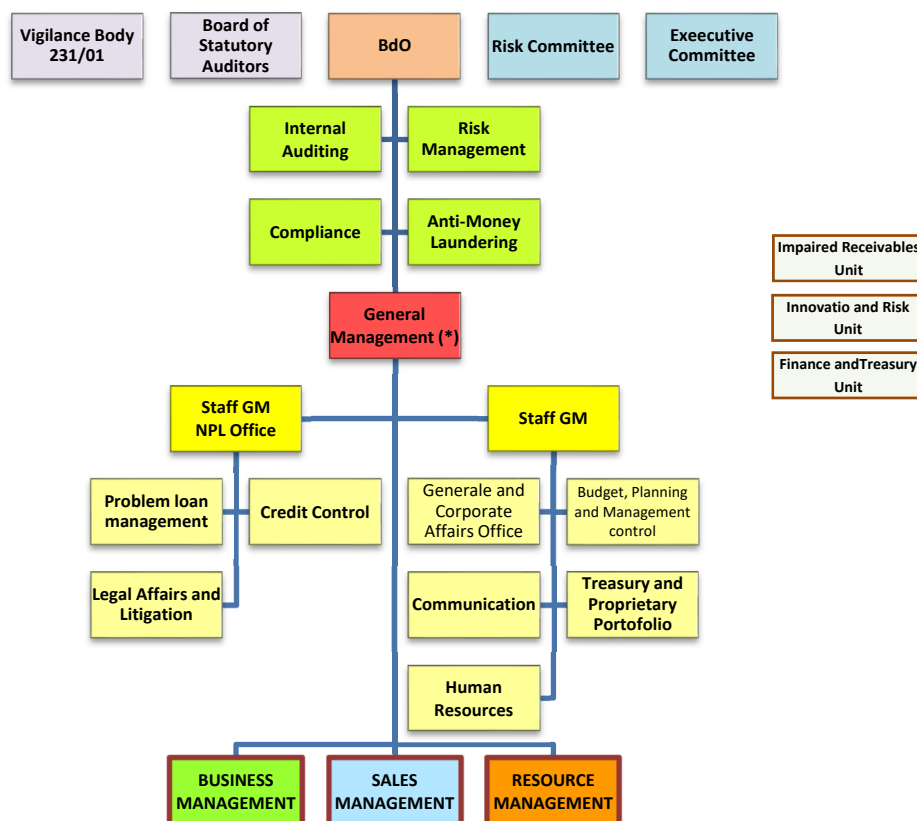 Vigilance Body
231/01
Board of
Statutory
Auditors
BdO
Risk Committee
Exeecutive
Committee
Internal
Auditing
Risk
Management
Compliance
Anti-Money
Laundering
Impaired Receivables
Unit
Innovatio and Risk
Unit
Finance andTreasury
Unit
General
Management (*)
Staff GM
NPL Office
Staff GM
Problem loan
management
Credit Control
Generale and
Corporate
Affairs Office
Budget, Planning
and Management
control
Legal Affairs and
Litigation
Communication
Treasury and
Proprietary
Portofolio
Human
Resources
BUSINESS
MANAGEMENT
SALES
MANAGEMENT
RESOURCE
MANAGEMENT